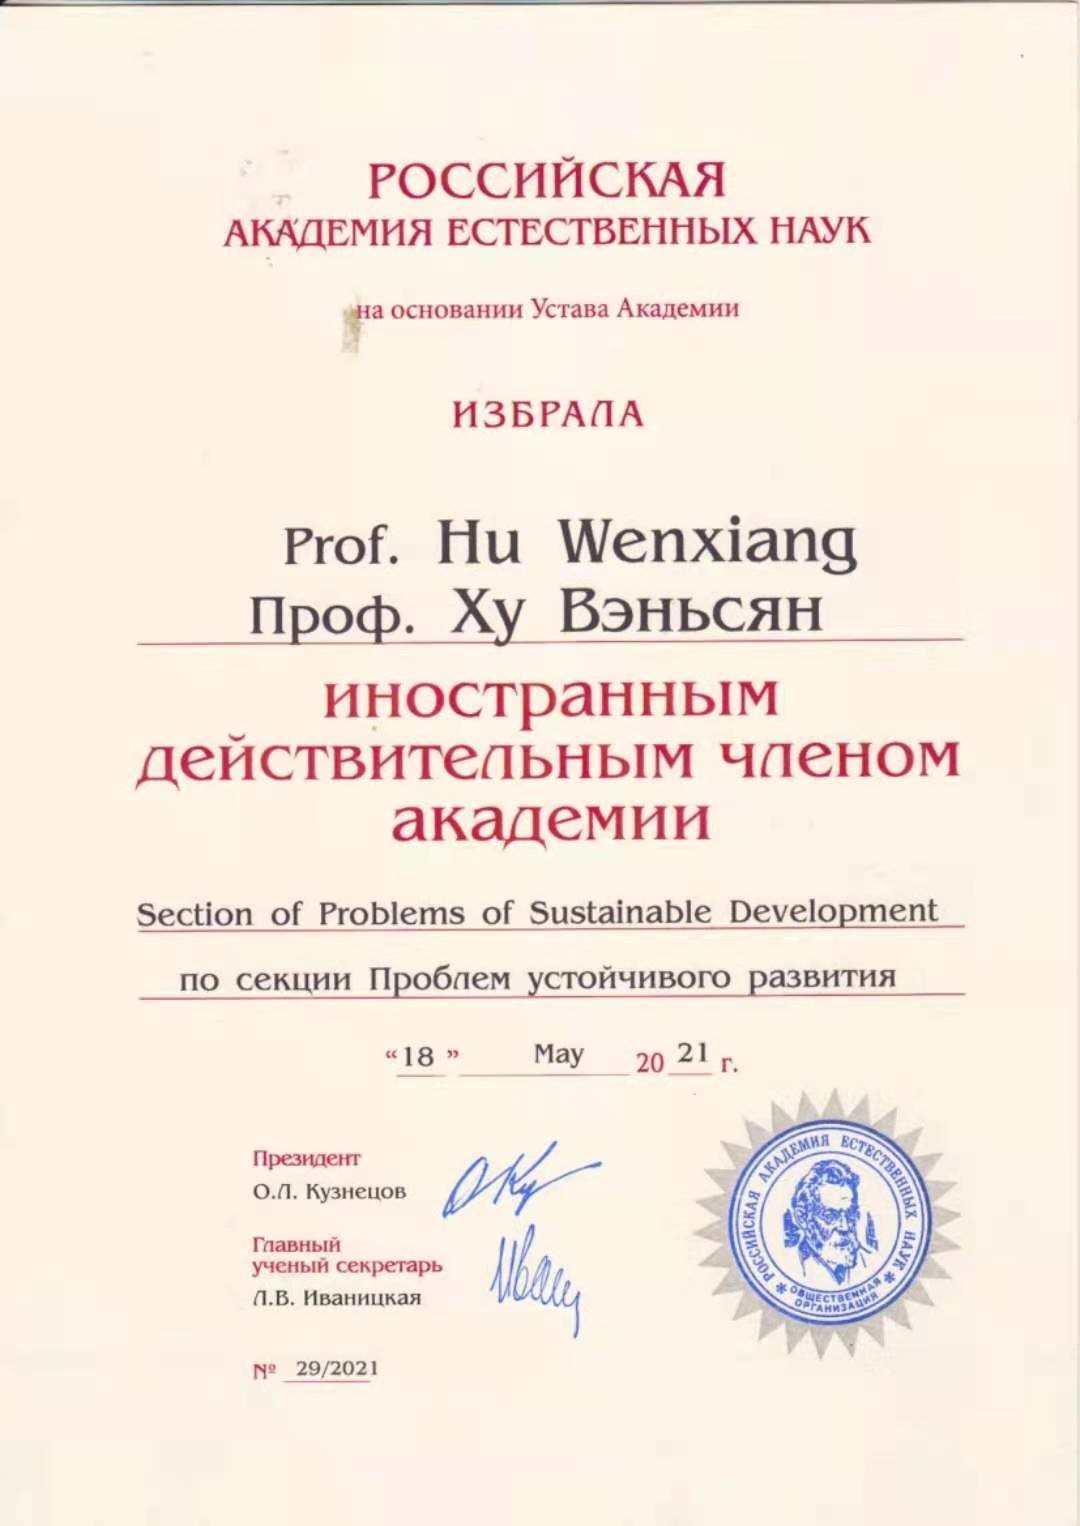 РОССИЙСКАЯ
АКАДЕМИЯ ЕСТЕСТВЕННЫХ НАУК
на основании Устава Академии
ИЗБРАЛА
Prof. Hu Wenxiang
Проф. Ху Вэньсян
иностранным
действительным членом
академии
Section of Problems of Sustainable Development
по секции Проблем устойчивого развития
“18” May 2021 г.
Президент
О.Л. Кузнецов
Главный
ученый секретарь
Л.В. Иваницкая
№ 29/2021
РОССИЙСКАЯ АКАДЕМИЯ ЕСТЕСТВЕННЫХ НАУК
ОБЩЕСТВЕННАЯ
ОРГАНИЗАЦИЯ